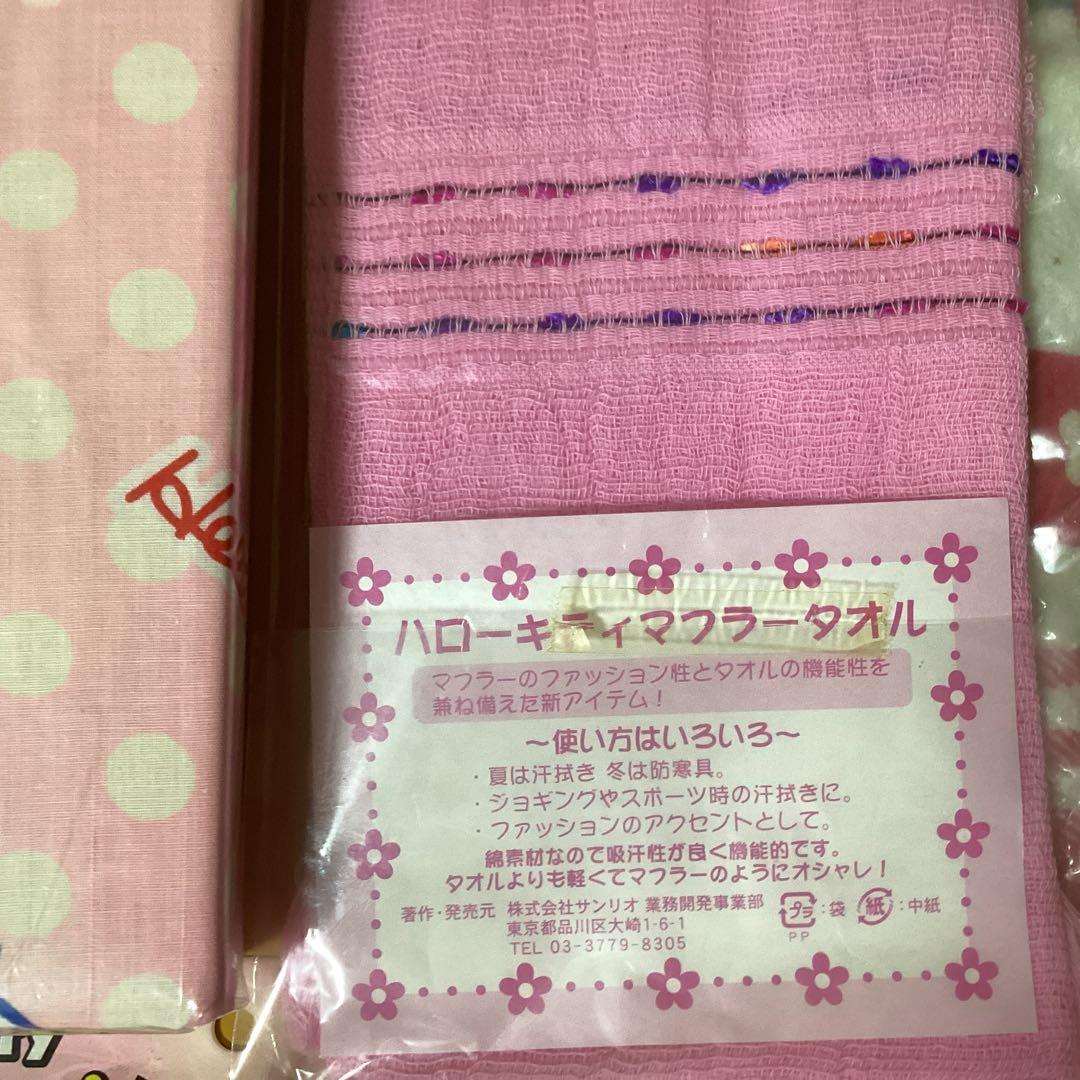 ハローキティマフラータオル
マフラーのファッション性とタオルの機能性を
兼ね備えた新アイテム！
～使い方はいろいろ～
・夏は汗拭き 冬は防寒具。
・ショギングやスポーツ時の汗拭きに。
・ファッションのアクセントとして。
綿素材なので吸汗性が良く機能的です。
タオルよりも軽くてマフラーのようにオシャレ！
著作・発売元 株式会社サンリオ 業務開発事業部
東京都品川区大崎1-6-1
TEL 03-3779-8305
プラ：袋 紙：中紙
PP